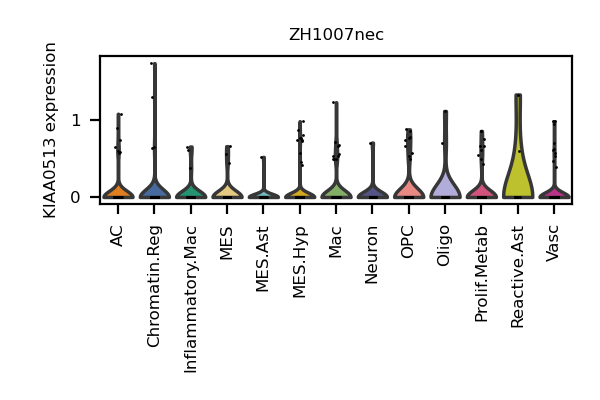 ZH1007nec
KIAA0513 expression
1
0
AC
Chromatin.Reg
Inflammatory.Mac
MES
MES.Ast
MES.Hyp
Mac
Neuron
OPC
Oligo
Prolif.Metab
Reactive.Ast
Vasc